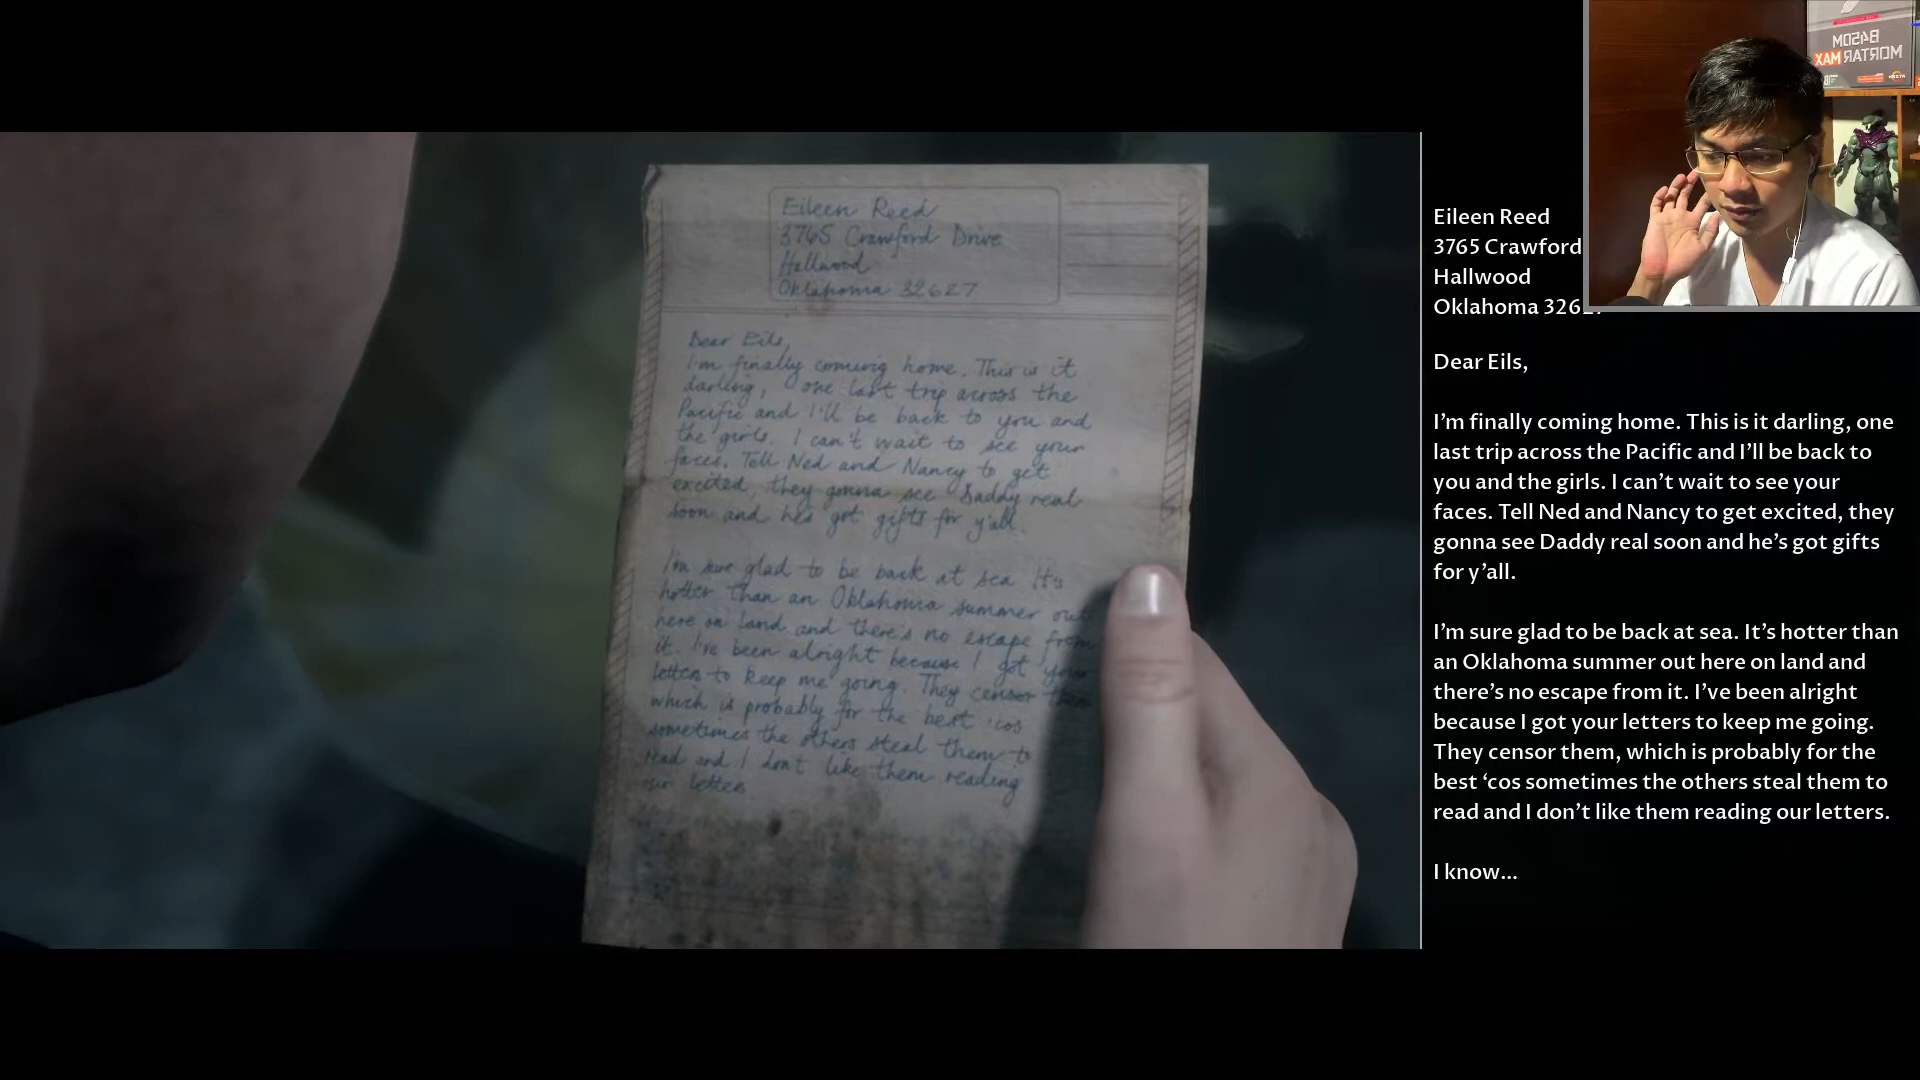 Eileen Reed
3765 Crawford Drive
Hallwood
Oklahoma 32627
Dear Eils,
I'm finally coming home. This is it
darling, one last trip across the
Pacific and I'll be back to you and
the girls. I can't wait to see your
faces. Tell Ned and Nancy to get
excited, they gonna see Daddy real
soon and he's got gifts for y'all.
I'm sure glad to be back at sea. It's
hotter than an Oklahoma summer out
here on land and there's no escape from
it. I've been alright because I got your
letters to keep me going. They censor them
which is probably for the best 'cos
sometimes the others steal them to
read and I don't like them reading
our letters
Eileen Reed
3765 Crawford
Hallwood
Oklahoma 3262
Dear Eils,
I'm finally coming home. This is it darling, one
last trip across the Pacific and I'll be back to
you and the girls. I can't wait to see your
faces. Tell Ned and Nancy to get excited, they
gonna see Daddy real soon and he's got gifts
for y'all.
I'm sure glad to be back at sea. It's hotter than
an Oklahoma summer out here on land and
there's no escape from it. I've been alright
because I got your letters to keep me going.
They censor them, which is probably for the
best ‘cos sometimes the others steal them to
read and I don't like them reading our letters.
I know...
B450M
MORTAR MAX